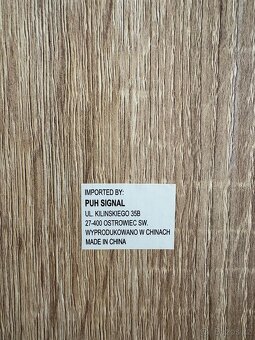 IMPORTED BY:
PUH SIGNAL
UL. KILINSKIEGO 35B
27-400 OSTROWIEC SW.
WYPRODUKOWANO W CHINACH
MADE IN CHINA